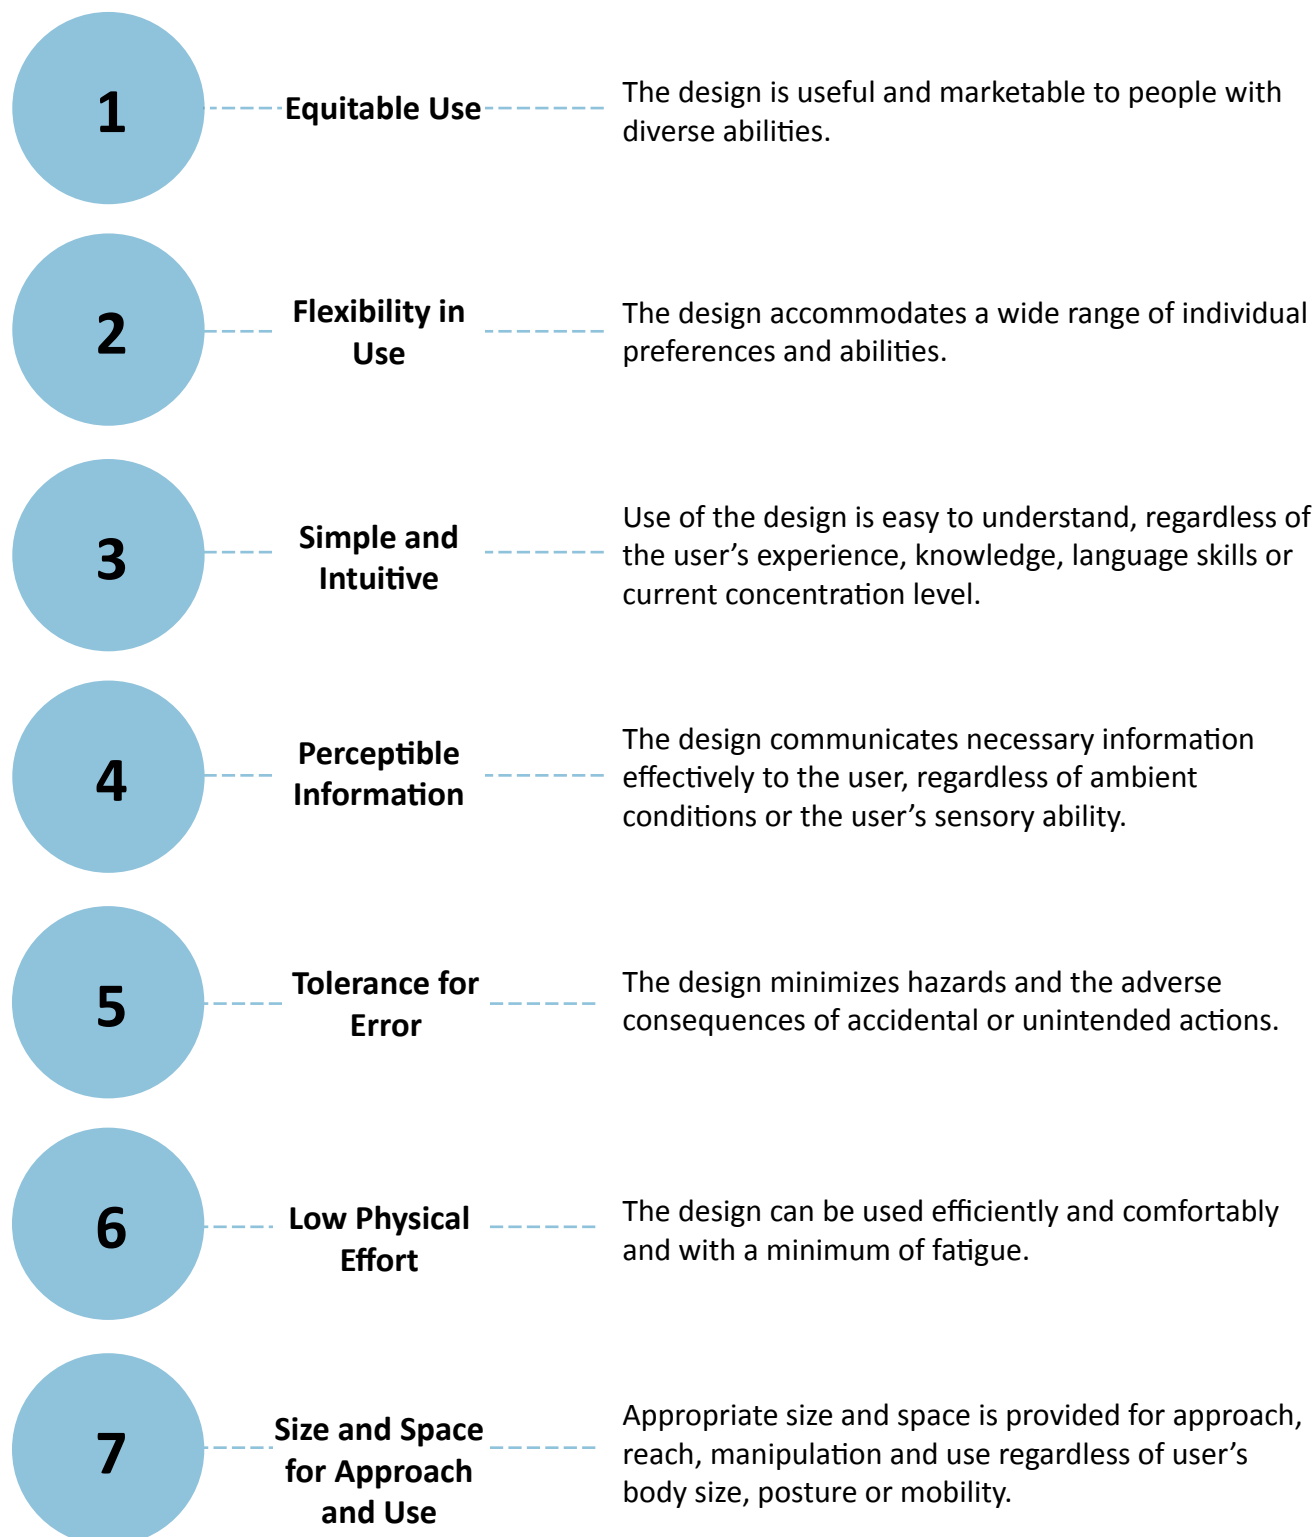 1
Equitable Use
The design is useful and marketable to people with
diverse abilities.
2
Flexibility in
Use
The design accommodates a wide range of individual
preferences and abilities.
3
Simple and
Intuitive
Use of the design is easy to understand, regardless of
the user’s experience, knowledge, language skills or
current concentration level.
4
Perceptible
Information
The design communicates necessary information
effectively to the user, regardless of ambient
conditions or the user’s sensory ability.
5
Tolerance for
Error
The design minimizes hazards and the adverse
consequences of accidental or unintended actions.
6
Low Physical
Effort
The design can be used efficiently and comfortably
and with a minimum of fatigue.
7
Size and Space
for Approach
and Use
Appropriate size and space is provided for approach,
reach, manipulation and use regardless of user’s
body size, posture or mobility.